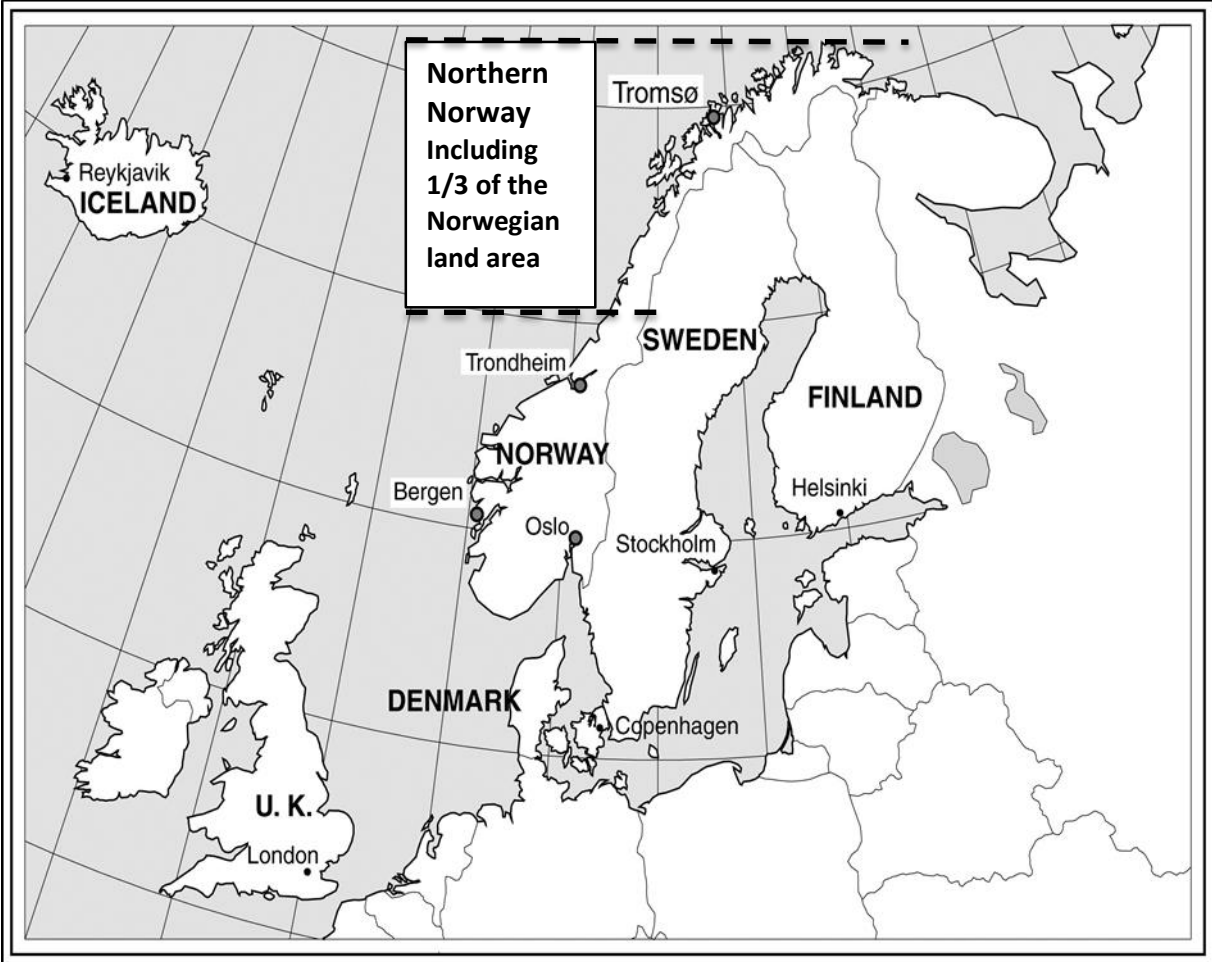 Northern
Norway
Including
1/3 of the
Norwegian
land area
Tromsø
Reykjavik
ICELAND
SWEDEN
Trondheim
FINLAND
NORWAY
Bergen
Helsinki
Oslo
Stockholm
DENMARK
Copenhagen
U. K.
London